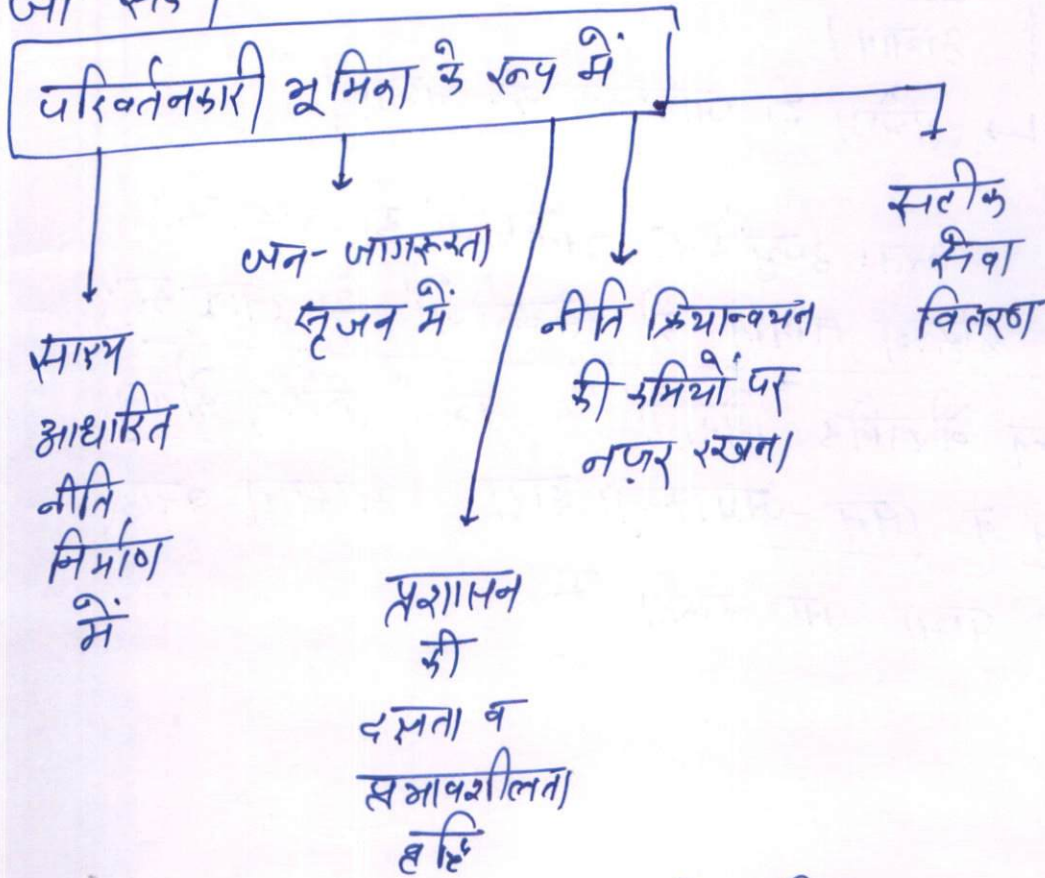 परिवर्तनकारी भूमिका के रूप में
साक्ष्य
आधारित
नीति
निर्माण
में
जन-जागरूकता
सृजन में
प्रशासन
की
दक्षता व
प्रभावशीलता
वृद्धि
नीति क्रियान्वयन
की कमियों पर
नज़र रखना
सटीक
सेवा
वितरण